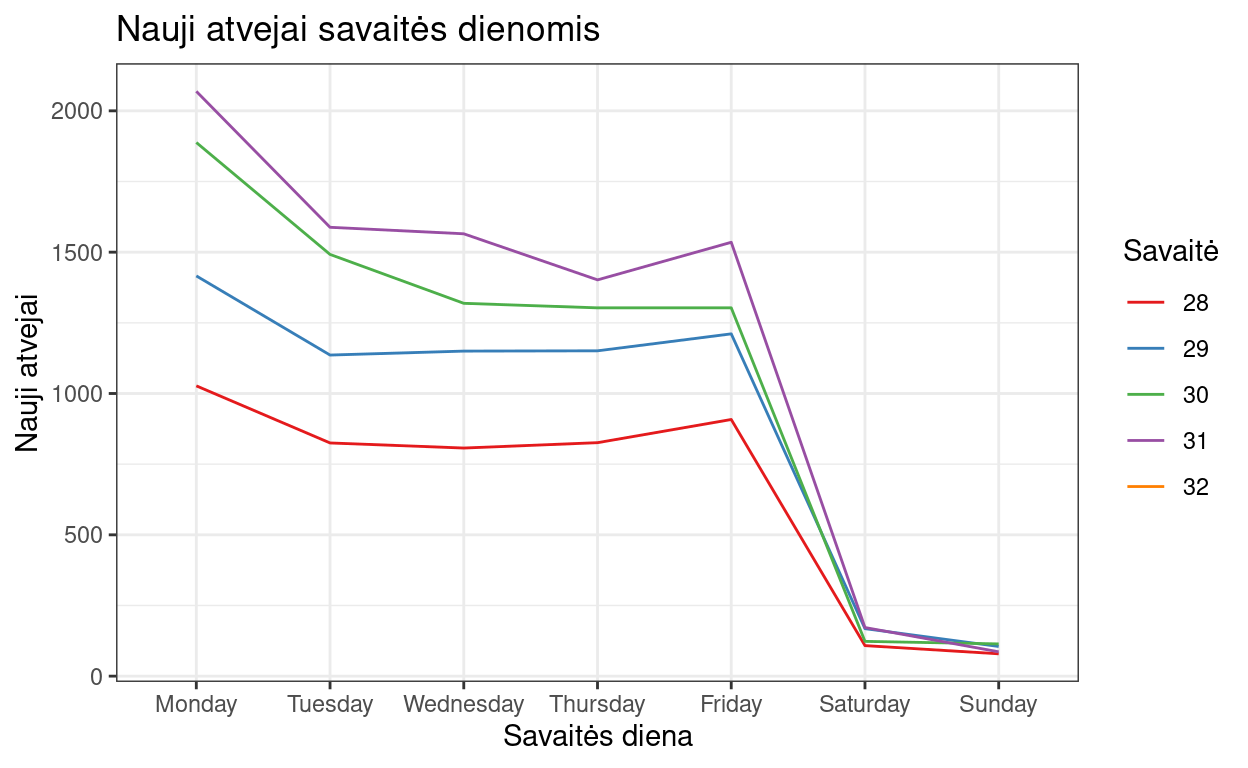 Nauji atvejai savaitės dienomis
2000
1500
1000
500
0
Nauji atvejai
Monday Tuesday Wednesday Thursday Friday Saturday Sunday
Savaitės diena
Savaitė
28
29
30
31
32